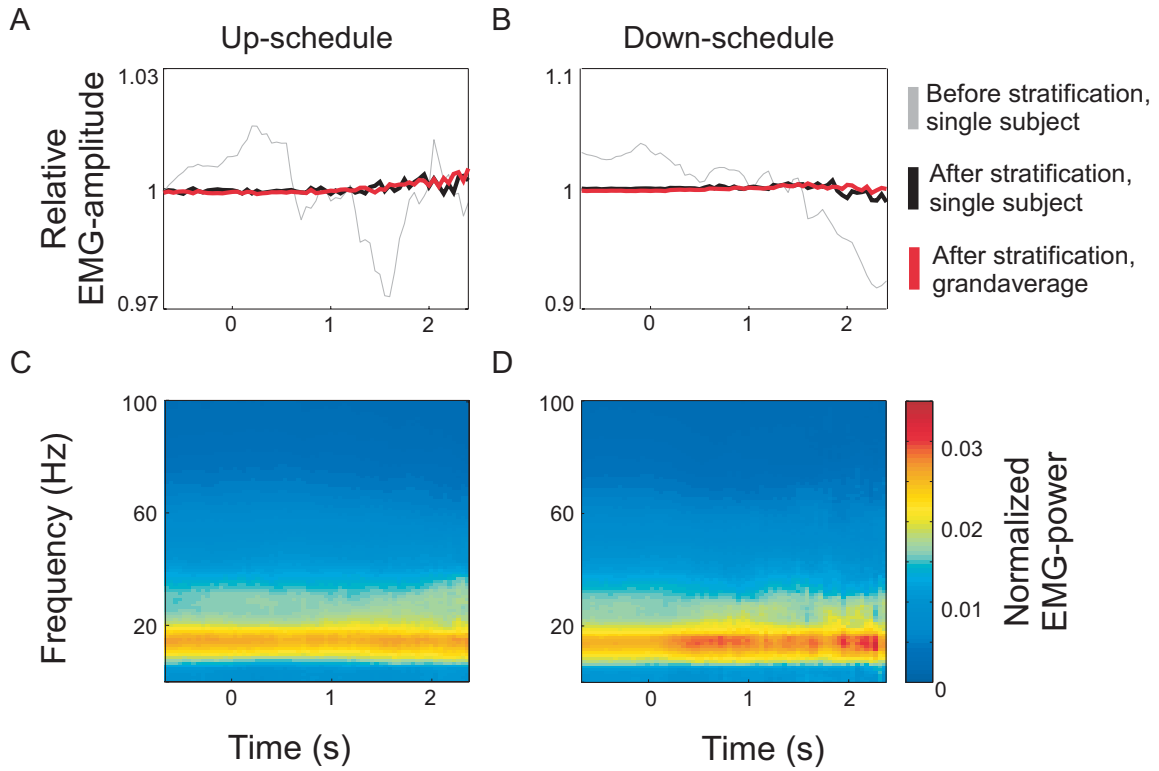 A
Up-schedule
B
Down-schedule
Relative
EMG-amplitude
1.03
1
0.97
0
1
2
1.1
1
0.9
0
1
2
Before stratification,
single subject
After stratification,
single subject
After stratification,
grandaverage
C
Frequency (Hz)
100
60
20
0
1
2
Time (s)
D
100
60
20
0
1
2
Time (s)
0.03
0.02
0.01
0
Normalized
EMG-power